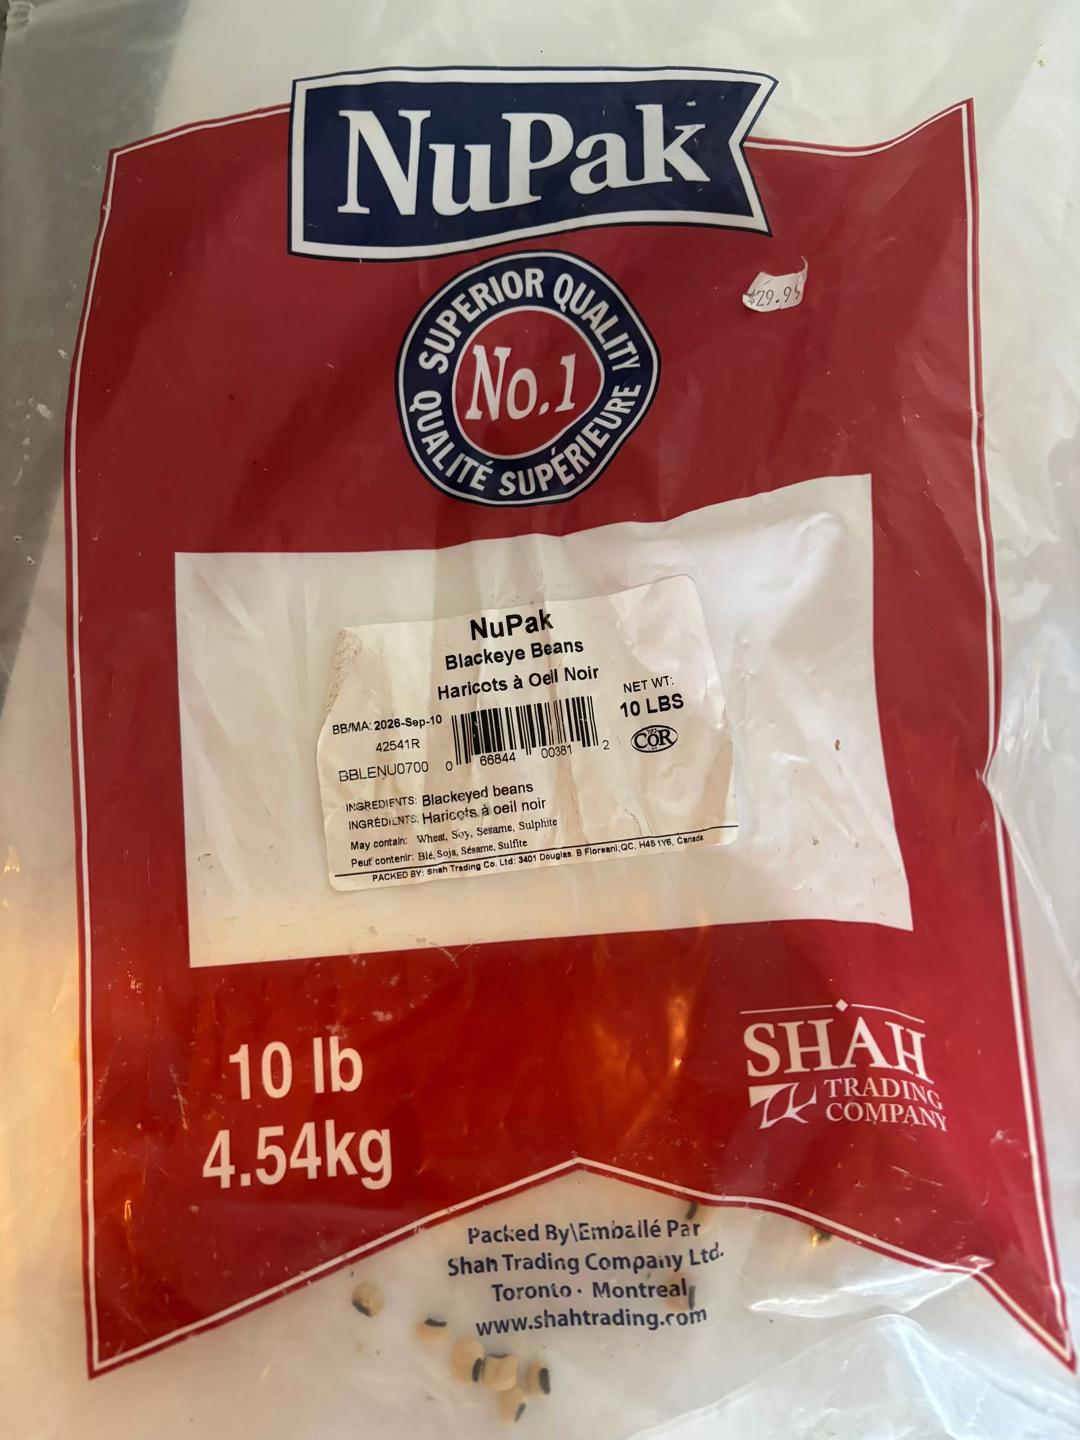 NuPak
$29.95
SUPERIOR QUALITY
No.1
QUALITÉ SUPÉRIEURE
NuPak
Blackeye Beans
Haricots à Oeil Noir
NET WT:
10 LBS
BB/MA: 2026-Sep-10
42541R
BBLENU0700
0 66844 00381 2
COR
INGREDIENTS: Blackeyed beans
INGRÉDIENTS: Haricots à oeil noir
May contain: Wheat, Soy, Sesame, Sulphite
Peut contenir: Blé, Soja, Sésame, Sulfite
PACKED BY: Shah Trading Co. Ltd: 3401 Douglas. B Floreani,QC, H4S 1Y6, Canada
10 lb
4.54kg
SHAH
TRADING
COMPANY
Packed By\Emballé Par
Shah Trading Company Ltd.
Toronto · Montreal
www.shahtrading.com